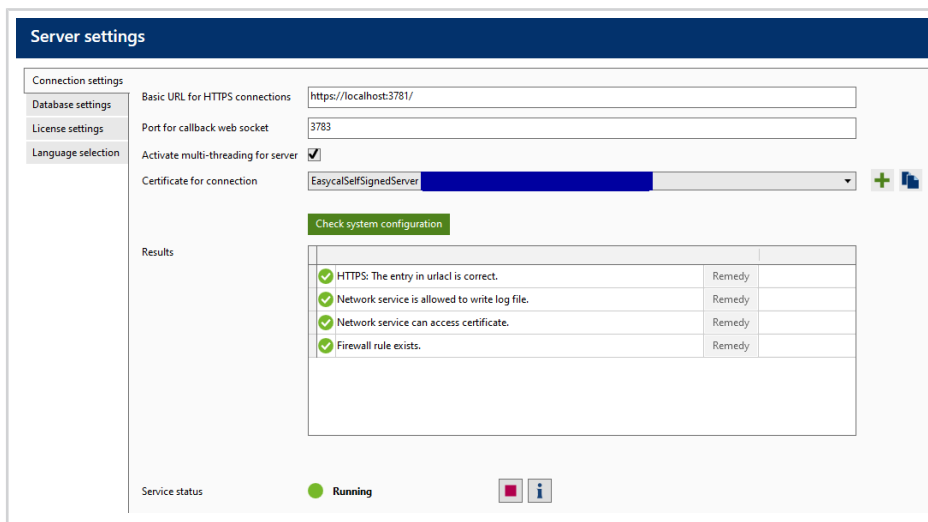 Server settings
Connection settings
Database settings
License settings
Language selection
Basic URL for HTTPS connections
https://localhost:3781/
Port for callback web socket
3783
Activate multi-threading for server
Certificate for connection
EasycalSelfSignedServer
Check system configuration
Results
HTTPS: The entry in urlacl is correct. Remedy
Network service is allowed to write log file. Remedy
Network service can access certificate. Remedy
Firewall rule exists. Remedy
Service status
Running
i